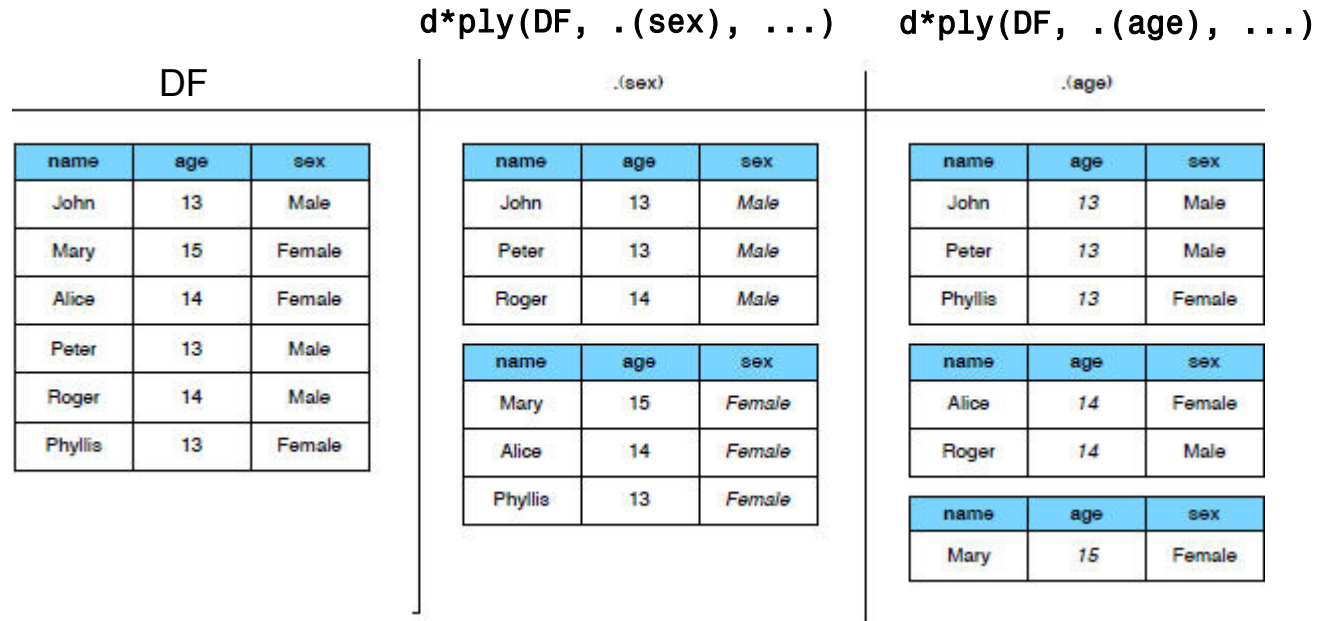 d*ply(DF, .(sex), ...) d*ply(DF, .(age), ...)
DF .(sex) .(age)
name age sex
John 13 Male
Mary 15 Female
Alice 14 Female
Peter 13 Male
Roger 14 Male
Phyllis 13 Female
name age sex
John 13 Male
Peter 13 Male
Roger 14 Male
name age sex
Mary 15 Female
Alice 14 Female
Phyllis 13 Female
name age sex
John 13 Male
Peter 13 Male
Phyllis 13 Female
name age sex
Alice 14 Female
Roger 14 Male
name age sex
Mary 15 Female